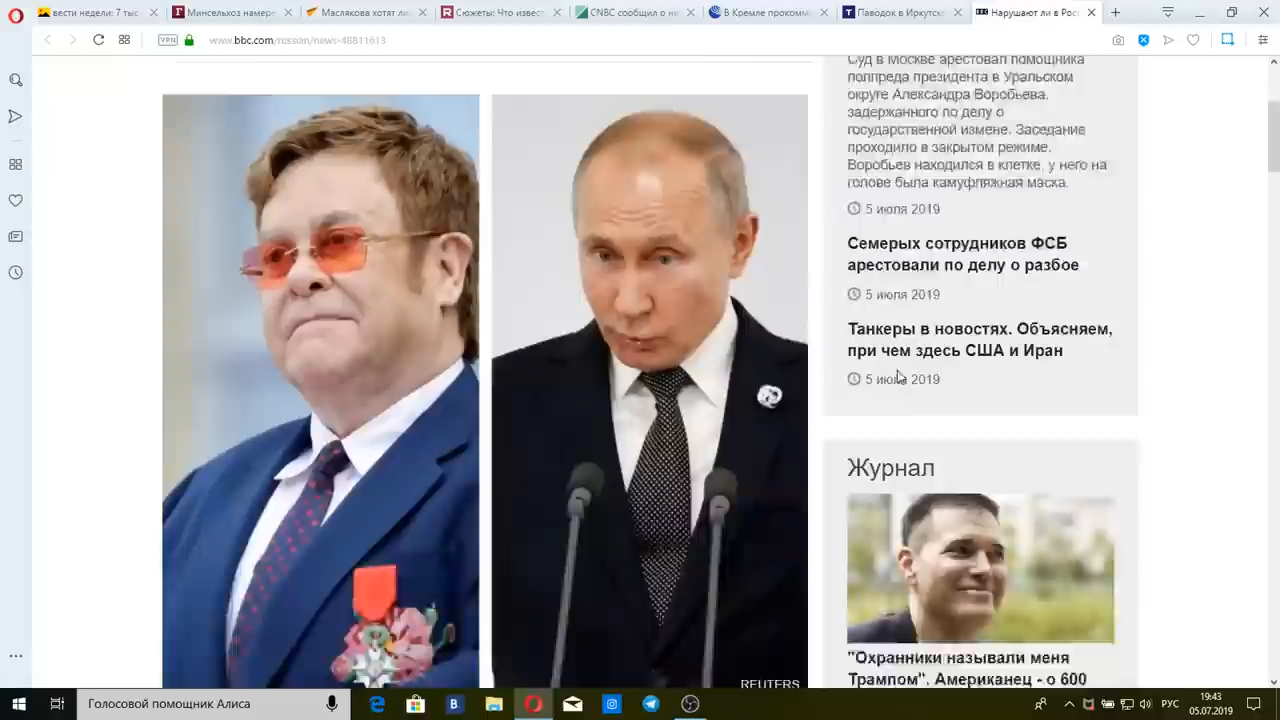 вести недели: 7 тыс
Минсельхоз намере
Маслякова хотят ли
Сюжеты: Что извест
CNBC сообщил о ни
В Кремле прокомме
Паводок в Иркутск
Нарушают ли в Рос
VPN
www.bbc.com/russian/news-48811613
Суд в Москве арестовал помощника
полпреда президента в Уральском
округе Александра Воробьева,
задержанного по делу о
государственной измене. Заседание
проходило в закрытом режиме.
Воробьев находился в клетке, у него на
голове была камуфляжная маска.
5 июля 2019
Семерых сотрудников ФСБ
арестовали по делу о разбое
5 июля 2019
Танкеры в новостях. Объясняем,
при чем здесь США и Иран
5 июля 2019
Журнал
"Охранники называли меня
Трампом". Американец - о 600
REUTERS
Голосовой помощник Алиса
РУС
19:43
05.07.2019